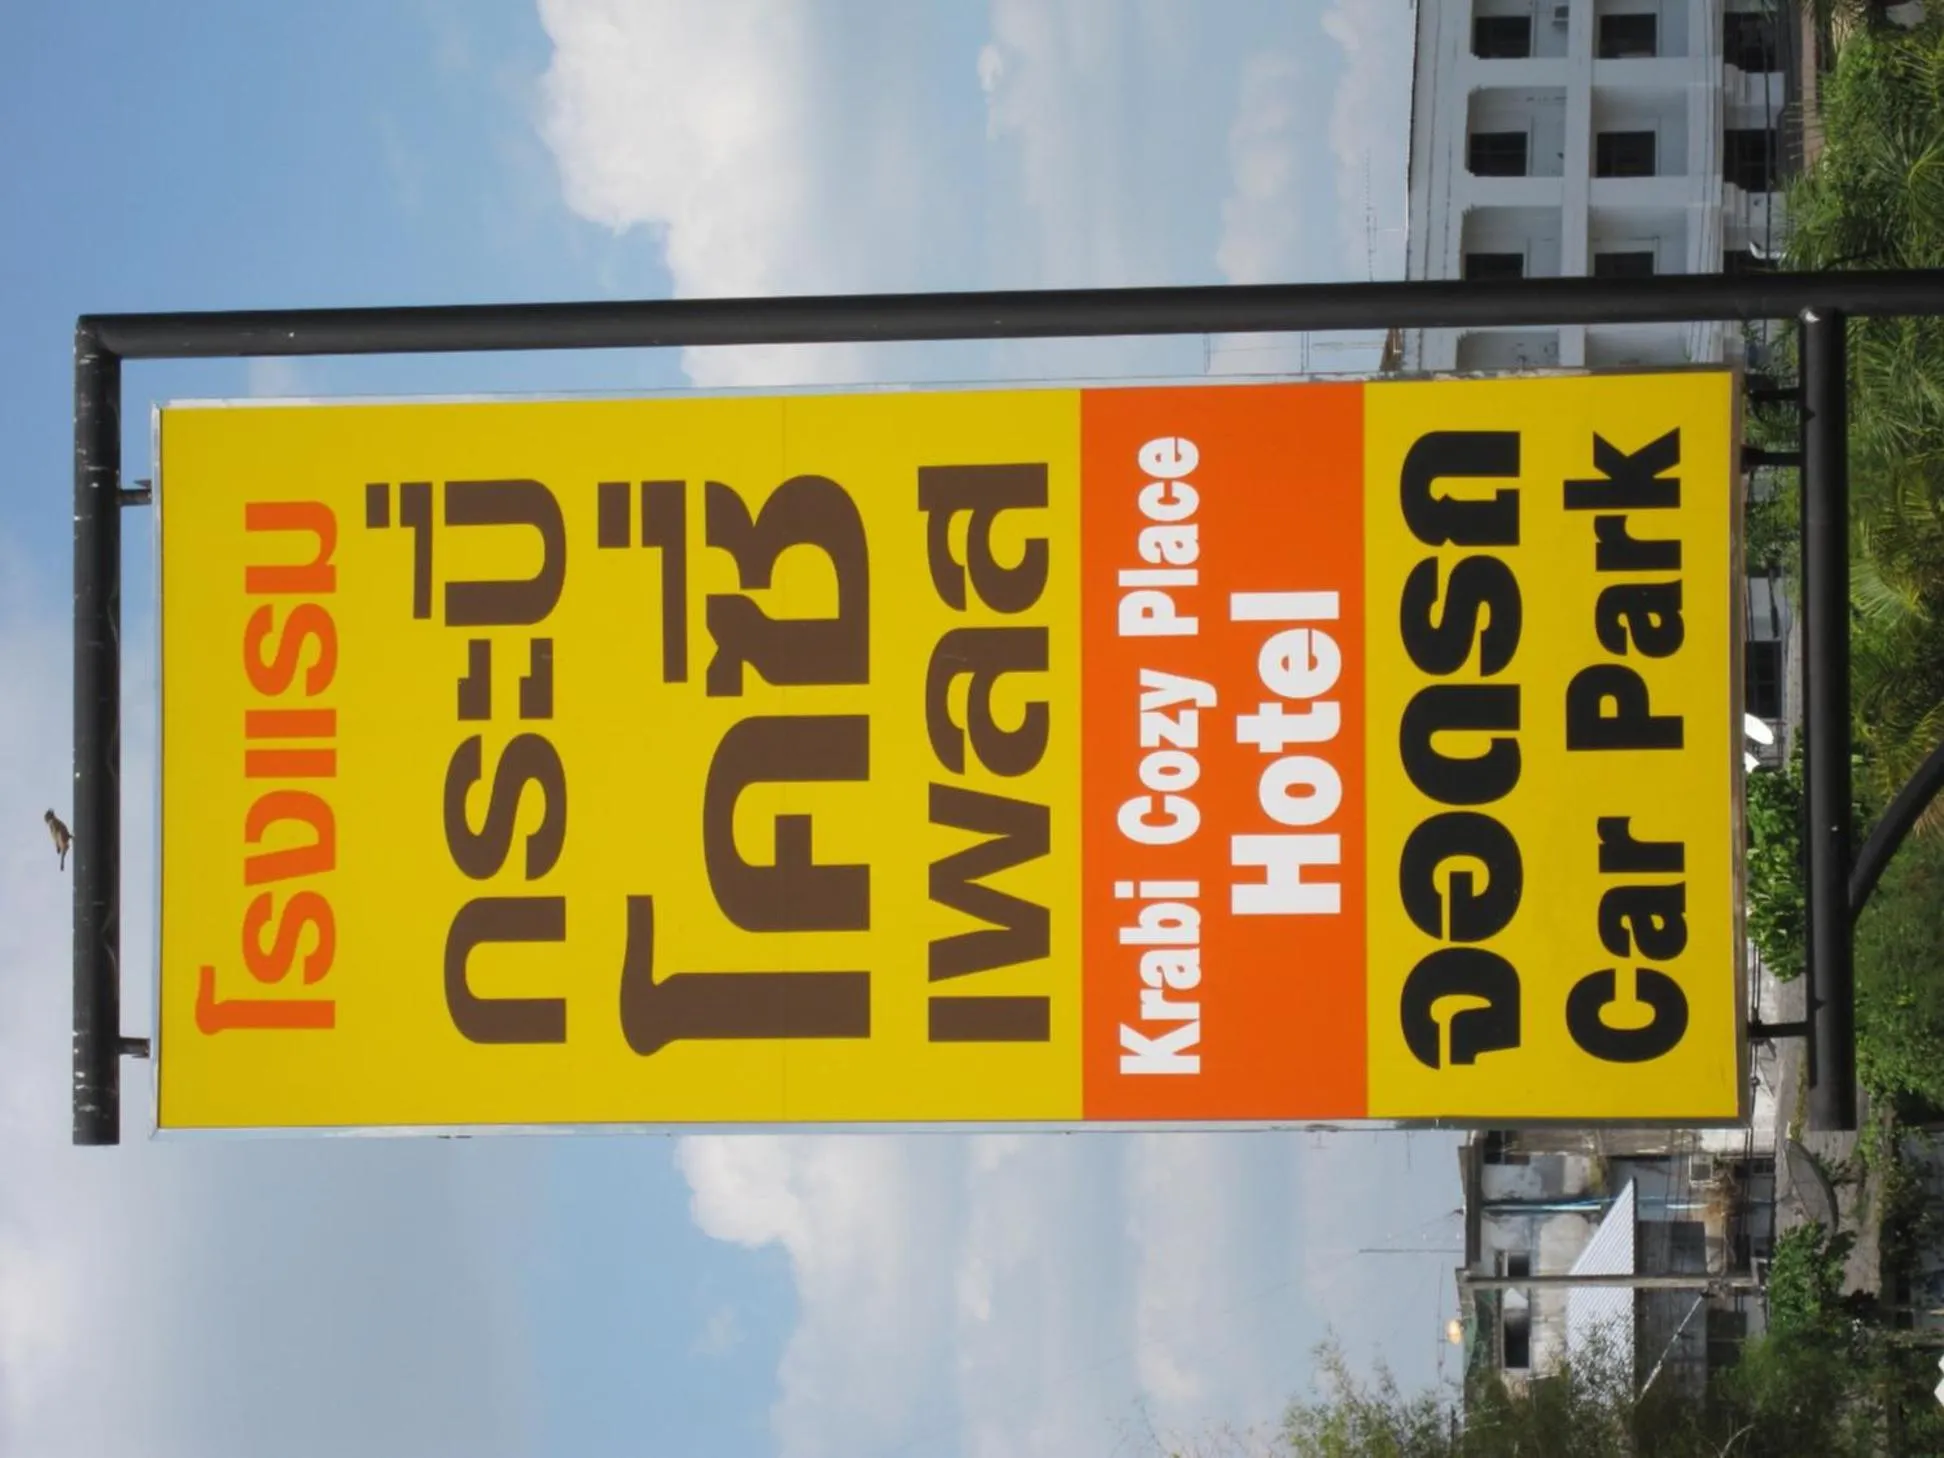 โรงแรม
กระบี่
โคซี่
เพลส
Krabi Cozy Place
Hotel
จอดรถ
Car Park